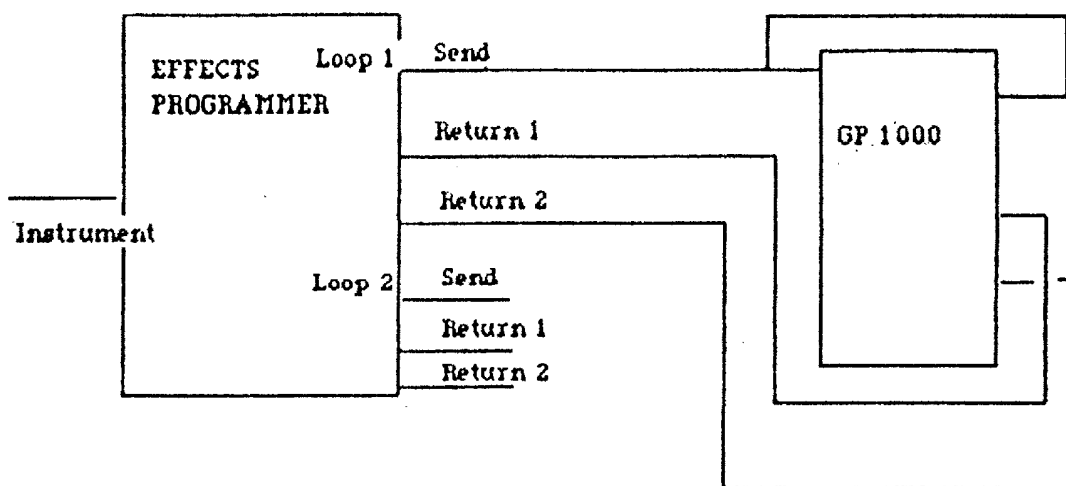 EFFECTS
PROGRAMMER
Loop 1
Send
Return 1
Return 2
Instrument
Loop 2
Send
Return 1
Return 2
GP 1000